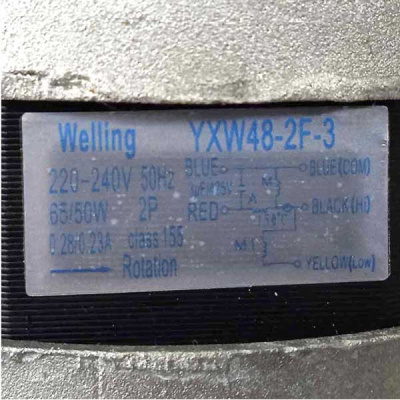 Welling YXW48-2F-3
220-240V 50Hz BLUE BLUE(COM)
65/50W 2P RED BLACK(HI)
0.28/0.23A class 155
Rotation YELLOW(LOW)